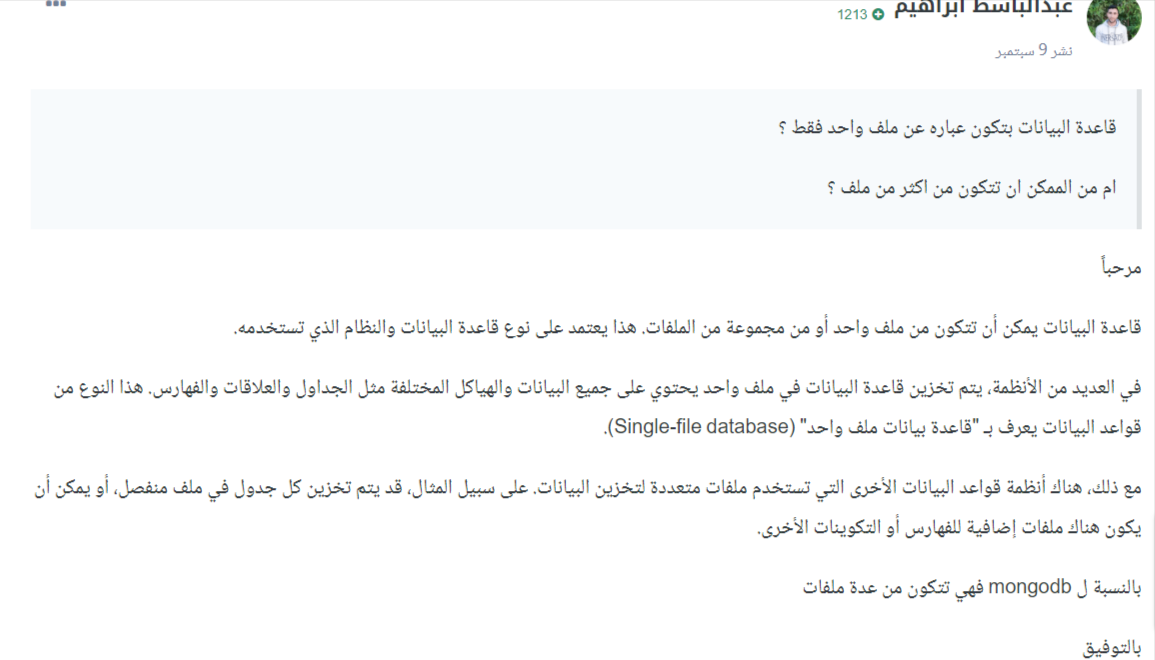 عبدالباسط ابراهيم 1213
نشر 9 سبتمبر
قاعدة البيانات بتكون عباره عن ملف واحد فقط ؟
ام من الممكن ان تتكون من اكثر من ملف ؟
مرحباً
قاعدة البيانات يمكن أن تتكون من ملف واحد أو من مجموعة من الملفات. هذا يعتمد على نوع قاعدة البيانات والنظام الذي تستخدمه.
في العديد من الأنظمة، يتم تخزين قاعدة البيانات في ملف واحد يحتوي على جميع البيانات والهياكل المختلفة مثل الجداول والعلاقات والفهارس. هذا النوع من
قواعد البيانات يعرف بـ "قاعدة بيانات ملف واحد" (Single-file database).
مع ذلك، هناك أنظمة قواعد البيانات الأخرى التي تستخدم ملفات متعددة لتخزين البيانات. على سبيل المثال، قد يتم تخزين كل جدول في ملف منفصل، أو يمكن أن
يكون هناك ملفات إضافية للفهارس أو التكوينات الأخرى.
بالنسبة ل mongodb فهي تتكون من عدة ملفات
بالتوفيق